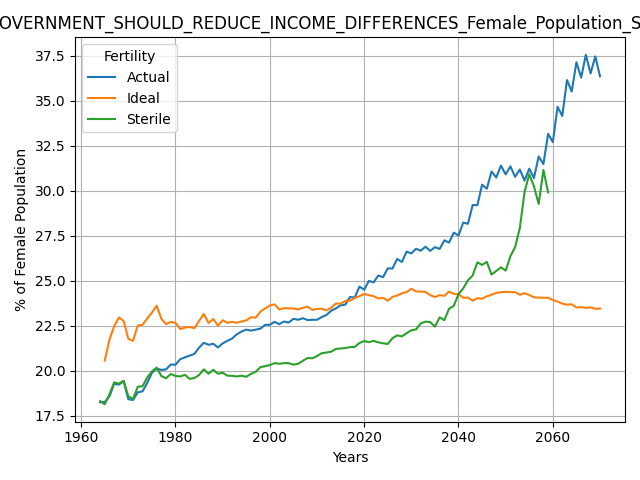 OVERNMENT_SHOULD_REDUCE_INCOME_DIFFERENCES_Female_Population_S
Fertility
Actual
Ideal
Sterile
% of Female Population
37.5
35.0
32.5
30.0
27.5
25.0
22.5
20.0
17.5
1960
1980
2000
2020
2040
2060
Years